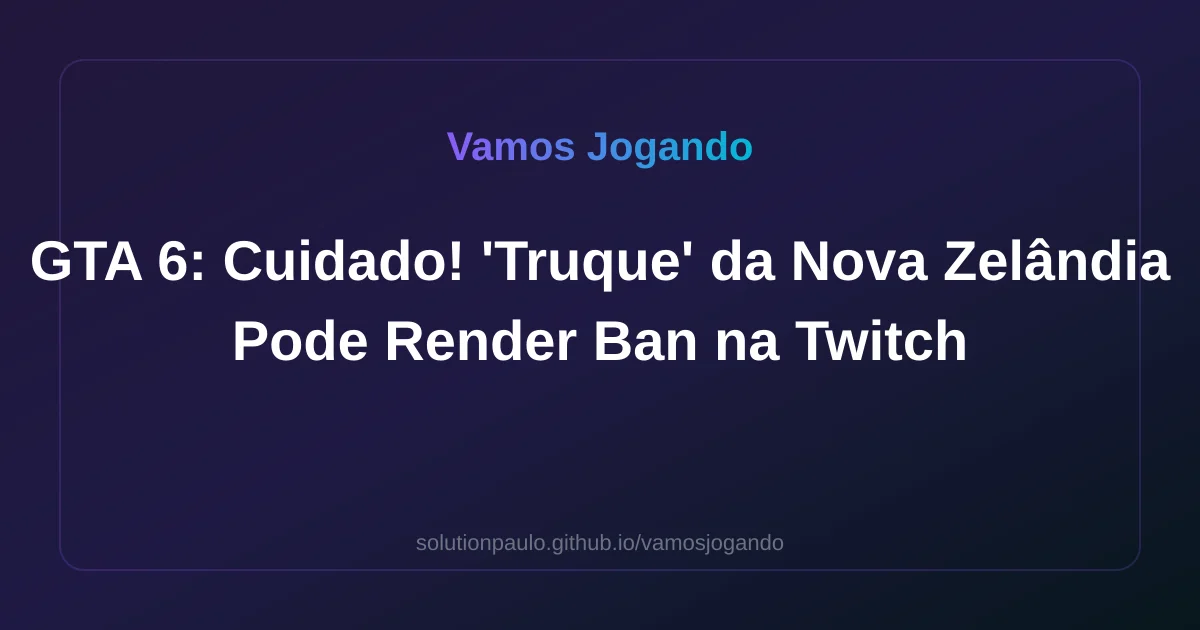 Vamos Jogando
GTA 6: Cuidado! 'Truque' da Nova Zelândia
Pode Render Ban na Twitch
solutionpaulo.github.io/vamosjogando